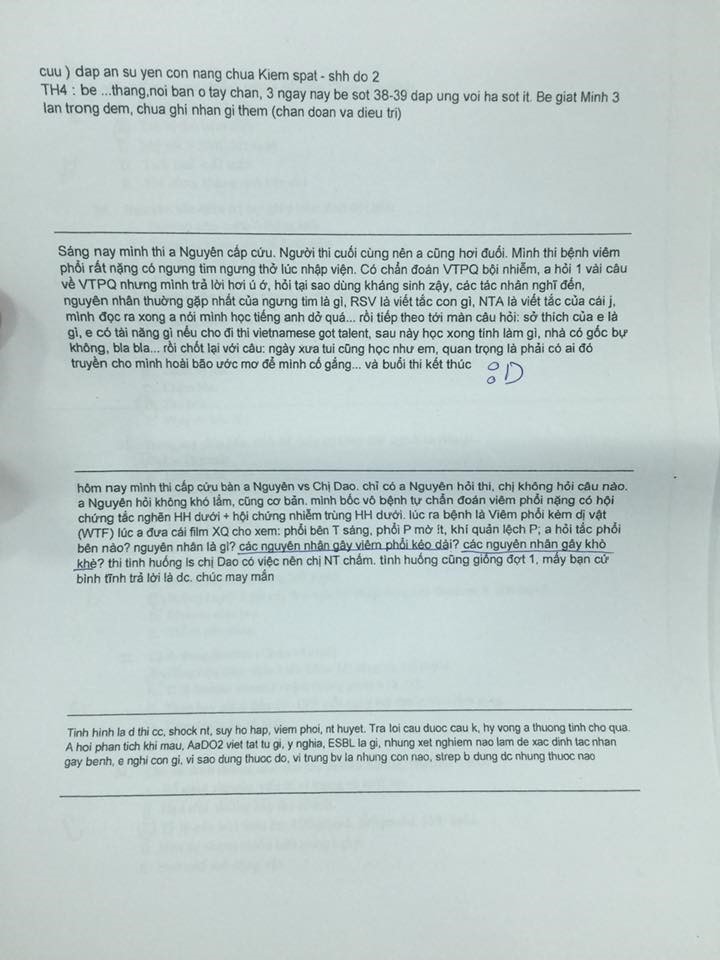 cuu ) dap an su yen con nang chua Kiem spat - shh do 2
TH4 : be ...thang,noi ban o tay chan, 3 ngay nay be sot 38-39 dap ung voi ha sot it. Be giat Minh 3
lan trong dem, chua ghi nhan gi them (chan doan va dieu tri)
Sáng nay mình thi a Nguyên cấp cứu. Người thi cuối cùng nên a cũng hơi đuối. Mình thi bệnh viêm
phổi rất nặng có ngưng tim ngưng thở lúc nhập viện. Có chẩn đoán VTPQ bội nhiễm, a hỏi 1 vài câu
về VTPQ nhưng mình trả lời hơi ú ớ, hỏi tại sao dùng kháng sinh zậy, các tác nhân nghĩ đến,
nguyên nhân thường gặp nhất của ngưng tim là gì, RSV là viết tắc con gì, NTA là viết tắc của cái j,
mình đọc ra xong a nói mình học tiếng anh dở quá... rồi tiếp theo tới màn câu hỏi: sở thích của e là
gì, e có tài năng gì nếu cho đi thi vietnamese got talent, sau này học xong tính làm gì, nhà có gốc bự
không, bla bla... rồi chốt lại với câu: ngày xưa tui cũng học như em, quan trọng là phải có ai đó
truyền cho mình hoài bão ước mơ để mình cố gắng... và buổi thi kết thúc :D
hôm nay mình thi cấp cứu bàn a Nguyên vs Chị Dao. chỉ có a Nguyên hỏi thi, chị không hỏi câu nào.
a Nguyên hỏi không khó lắm, cũng cơ bản. mình bốc vô bệnh tự chẩn đoán viêm phổi nặng có hội
chứng tắc nghẽn HH dưới + hội chứng nhiễm trùng HH dưới. lúc ra bệnh là Viêm phổi kèm dị vật
(WTF) lúc a đưa cái film XQ cho xem: phổi bên T sáng, phổi P mờ ít, khí quản lệch P; a hỏi tắc phổi
bên nào? nguyên nhân là gì? các nguyên nhân gây viêm phổi kéo dài? các nguyên nhân gây khò
khè? thi tình huống ls chị Dao có việc nên chị NT chấm. tình huống cũng giống đợt 1, mấy bạn cứ
bình tĩnh trả lời là dc. chúc may mắn
Tinh hinh la d thi cc, shock nt, suy ho hap, viem phoi, nt huyet. Tra loi cau duoc cau k, hy vong a thuong tinh cho qua.
A hoi phan tich khi mau, AaDO2 viet tat tu gi, y nghia, ESBL la gi, nhung xet nghiem nao lam de xac dinh tac nhan
gay benh, e nghi con gi, vi sao dung thuoc do, vi trung bv la nhung con nao, strep b dung dc nhung thuoc nao